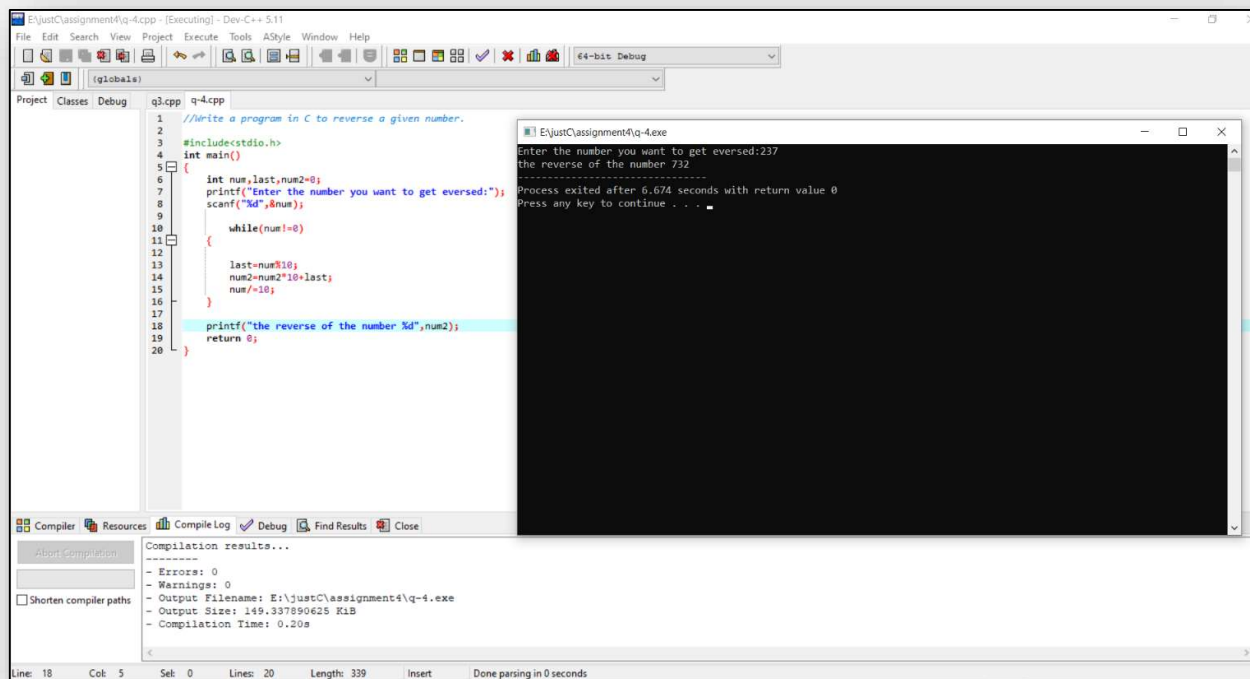 E:\justC\assignment4\q-4.cpp - [Executing] - Dev-C++ 5.11
File Edit Search View Project Execute Tools AStyle Window Help
64-bit Debug
(globals)
Project Classes Debug
q3.cpp q-4.cpp
1 //Write a program in C to reverse a given number.
2
3 #include<stdio.h>
4 int main()
5 {
6 int num,last,num2=0;
7 printf("Enter the number you want to get eversed:");
8 scanf("%d",&num);
9
10 while(num!=0)
11 {
12
13 last=num%10;
14 num2=num2*10+last;
15 num/=10;
16 }
17
18 printf("the reverse of the number %d",num2);
19 return 0;
20 }
E:\justC\assignment4\q-4.exe
Enter the number you want to get eversed:237
the reverse of the number 732
--------------------------------
Process exited after 6.674 seconds with return value 0
Press any key to continue . . .
Compiler Resources Compile Log Debug Find Results Close
Abort Compilation
Shorten compiler paths
Compilation results...
--------
- Errors: 0
- Warnings: 0
- Output Filename: E:\justC\assignment4\q-4.exe
- Output Size: 149.337890625 KiB
- Compilation Time: 0.20s
Line: 18 Col: 5 Sel: 0 Lines: 20 Length: 339 Insert Done parsing in 0 seconds